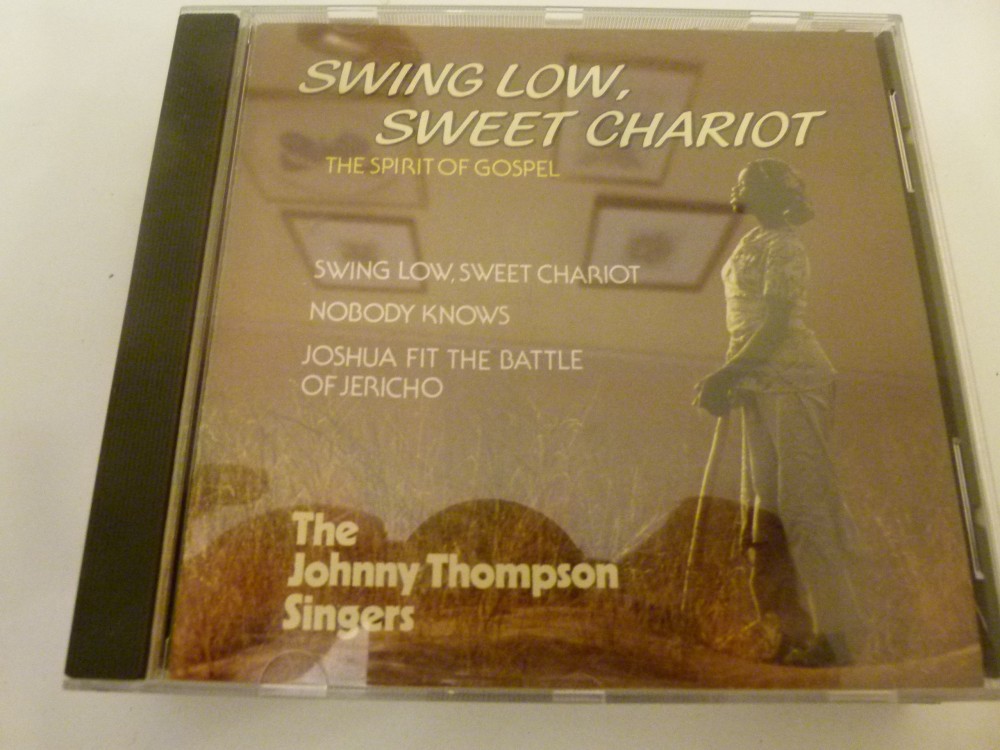 SWING LOW,
SWEET CHARIOT
THE SPIRIT OF GOSPEL
SWING LOW, SWEET CHARIOT
NOBODY KNOWS
JOSHUA FIT THE BATTLE
OF JERICHO
The
Johnny Thompson
Singers